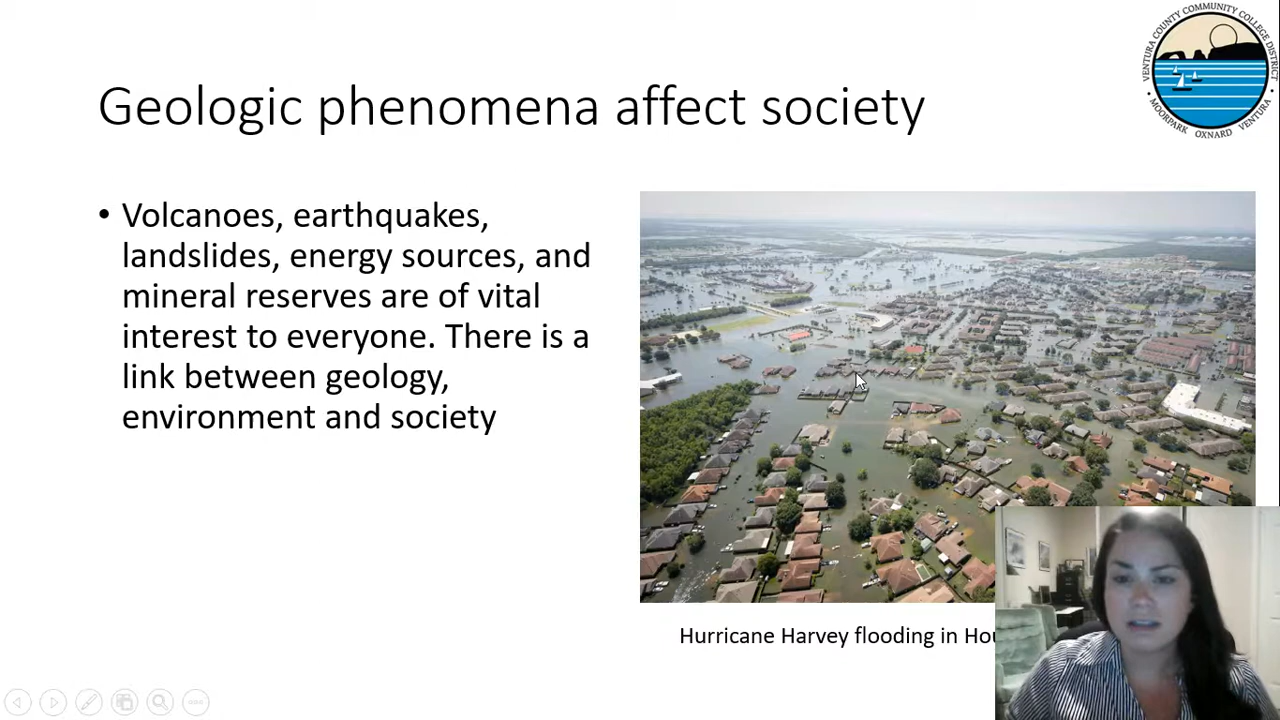 VENTURA COUNTY COMMUNITY COLLEGE DISTRICT
• MOORPARK OXNARD VENTURA •
Geologic phenomena affect society
• Volcanoes, earthquakes,
landslides, energy sources, and
mineral reserves are of vital
interest to everyone. There is a
link between geology,
environment and society
Hurricane Harvey flooding in Hou